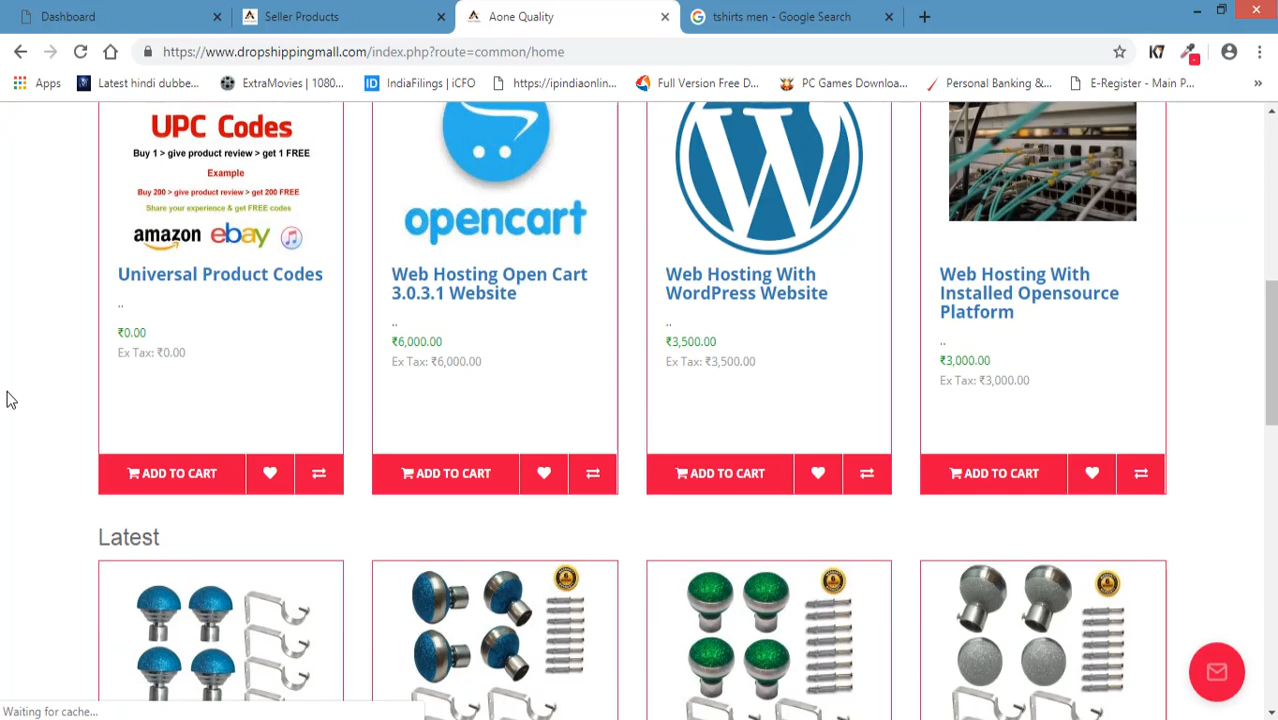 Dashboard
Seller Products
Aone Quality
tshirts men - Google Search
https://www.dropshippingmall.com/index.php?route=common/home
Apps
Latest hindi dubbe...
ExtraMovies | 1080...
ID IndiaFilings | iCFO
https://ipindiaonlin...
Full Version Free D...
PC Games Downloa...
Personal Banking &...
E-Register - Main P...
»
UPC Codes
Buy 1 > give product review > get 1 FREE
Example
Buy 200 > give product review > get 200 FREE
Share your experience & get FREE codes
amazon ebay
Universal Product Codes
..
₹0.00
Ex Tax: ₹0.00
ADD TO CART
opencart
Web Hosting Open Cart
3.0.3.1 Website
..
₹6,000.00
Ex Tax: ₹6,000.00
ADD TO CART
Web Hosting With
WordPress Website
..
₹3,500.00
Ex Tax: ₹3,500.00
ADD TO CART
Web Hosting With
Installed Opensource
Platform
..
₹3,000.00
Ex Tax: ₹3,000.00
ADD TO CART
Latest
Waiting for cache...